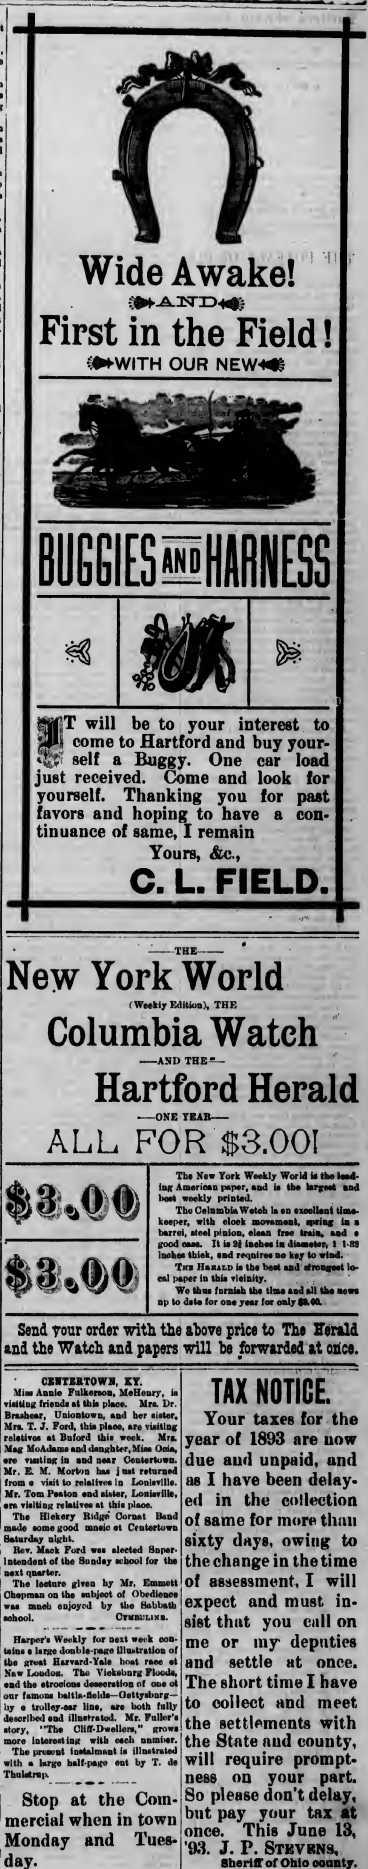 Wide Awake!
AND
First in the Field!
WITH OUR NEW
BUGGIES AND HARNESS
IT will be to your interest to
come to Hartford and buy your-
self a Buggy. One car load
just received. Come and look for
yourself. Thanking you for past
favors and hoping to have a con-
tinuance of same, I remain
Yours, &c.,
C. L. FIELD.
THE
New York World
(Weekly Edition), THE
Columbia Watch
AND THE
Hartford Herald
ONE YEAR
ALL FOR $3.00!
$3.00
$3.00
The New York Weekly World is the lead-
ing American paper, and is the largest and
best weekly printed.
The Columbia Watch is an excellent time-
keeper, with clock movement, spring in a
barrel, steel pinion, clean free train, and a
good case. It is 2½ inches in diameter, 1 1-32
inches thick, and requires no key to wind.
THE HERALD is the best and strongest lo-
cal paper in this vicinity.
We thus furnish the time and all the news
up to date for one year for only $3.00.
Send your order with the above price to The Herald
and the Watch and papers will be forwarded at once.
CENTERTOWN, KY.
Miss Annie Fulkerson, McHenry, is
visiting friends at this place. Mrs. Dr.
Brashear, Uniontown, and her sister,
Mrs. T. J. Ford, this place, are visiting
relatives at Buford this week. Mrs.
Mag McAdams and daughter, Miss Ocia,
are visiting in and near Centertown.
Mr. E. M. Morton has just returned
from a visit to relatives in Louisville.
Mr. Tom Peaton and sister, Louisville,
are visiting relatives at this place.
The Hickory Ridge Cornet Band
made some good music at Centertown
Saturday night.
Rev. Mack Ford was elected Super-
intendent of the Sunday school for the
next quarter.
The lecture given by Mr. Emmett
Chapman on the subject of Obedience
was much enjoyed by the Sabbath
school. CYMBULINE.
Harper's Weekly for next week con-
tains a large double-page illustration of
the great Harvard-Yale boat race at
New London. The Vicksburg Floods,
and the atrocious desecration of one of
our famous battle-fields—Gettysburg—
by a trolley-car line, are both fully
described and illustrated. Mr. Fuller's
story, "The Cliff-Dwellers," grows
more interesting with each number.
The present instalment is illustrated
with a large half-page cut by T. de
Thulstrup.
Stop at the Com-
mercial when in town
Monday and Tues-
day.
TAX NOTICE.
Your taxes for the
year of 1893 are now
due and unpaid, and
as I have been delay-
ed in the collection
of same for more than
sixty days, owing to
the change in the time
of assessment, I will
expect and must in-
sist that you call on
me or my deputies
and settle at once.
The short time I have
to collect and meet
the settlements with
the State and county,
will require prompt-
ness on your part.
So please don't delay,
but pay your tax at
once. This June 13,
'93. J. P. STEVENS,
Sheriff of Ohio county.